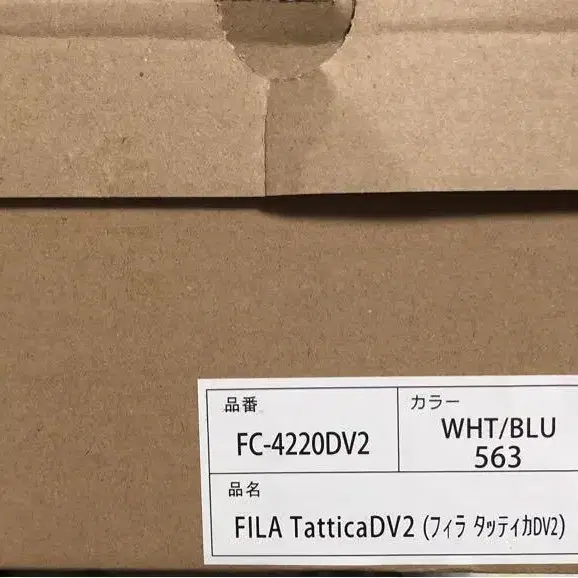 品番
FC-4220DV2
カラー
WHT/BLU
563
品名
FILA TatticaDV2 (フィラ タッティカDV2)